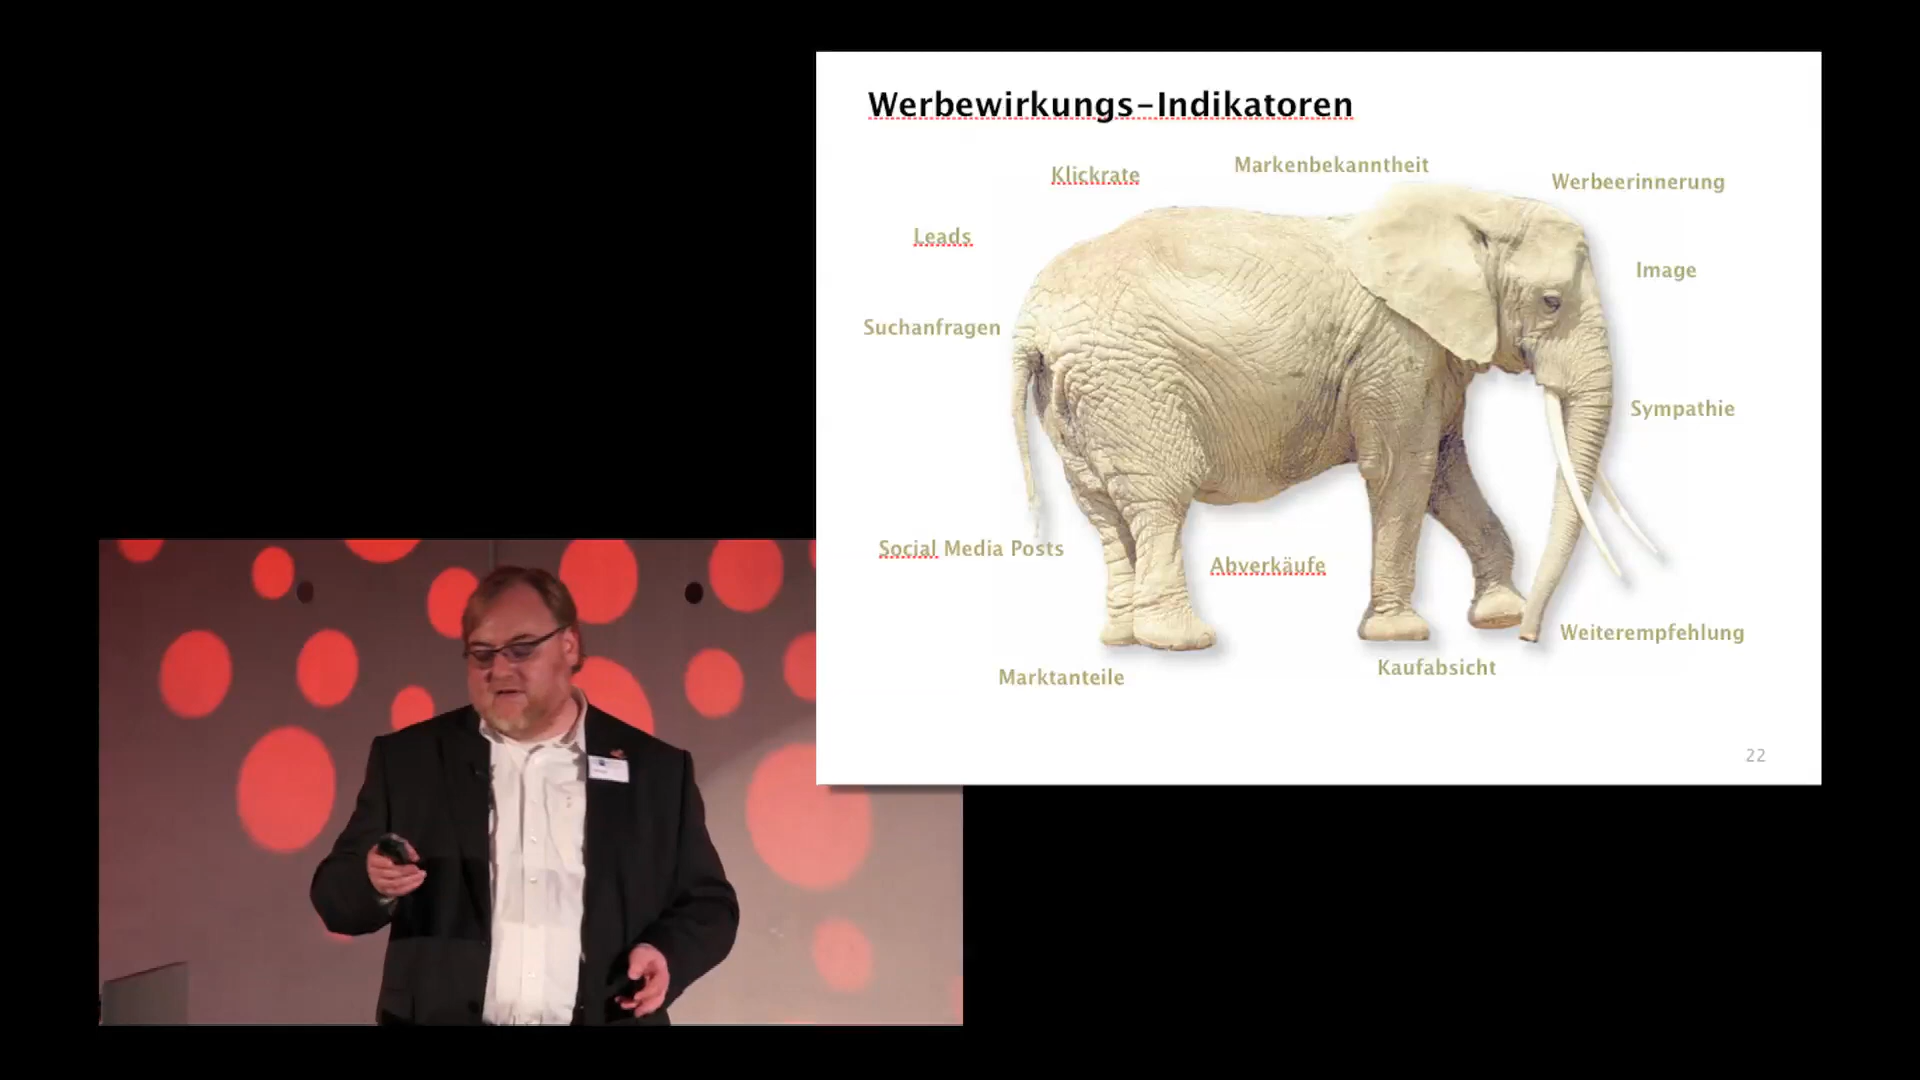 Werbewirkungs-Indikatoren
Klickrate
Markenbekanntheit
Werbeerinnerung
Leads
Image
Suchanfragen
Sympathie
Social Media Posts
Abverkäufe
Weiterempfehlung
Kaufabsicht
Marktanteile
22